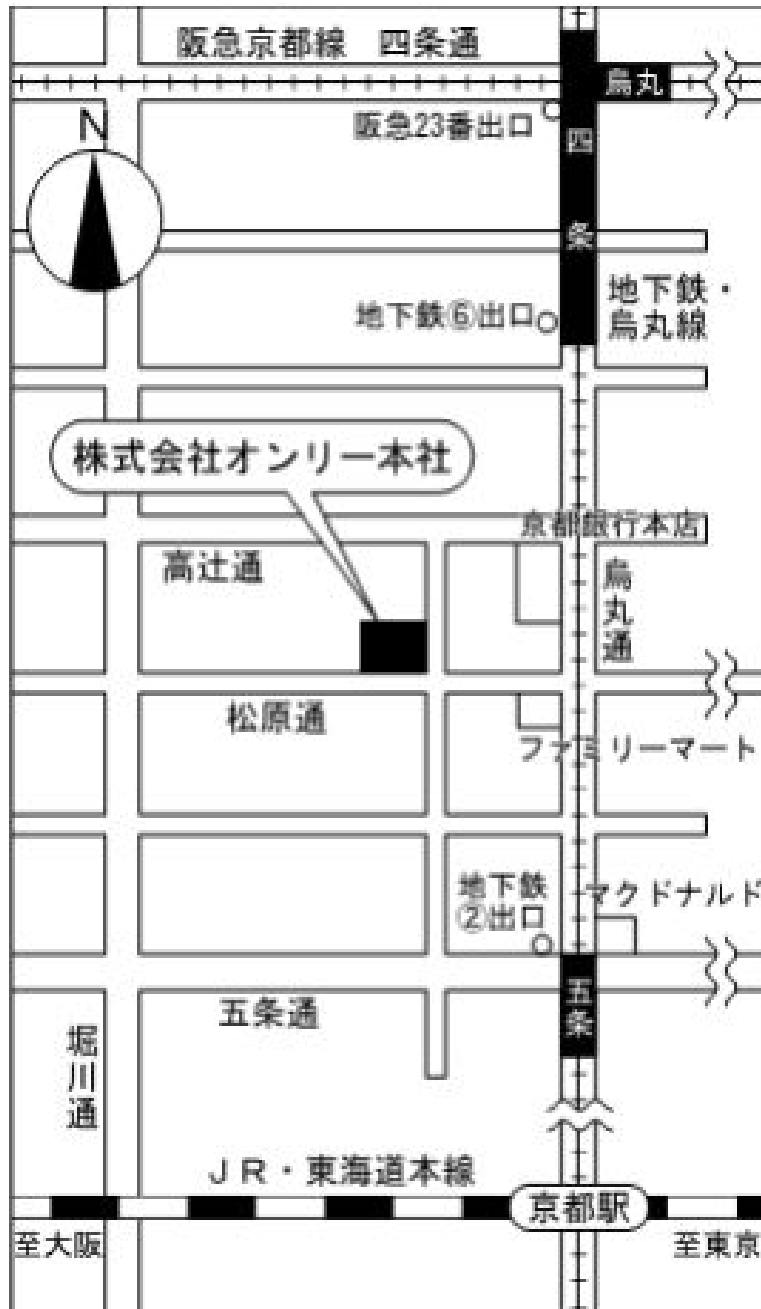 阪急京都線 四条通
烏丸
N
阪急23番出口
四条
地下鉄⑥出口
地下鉄・
烏丸線
株式会社オンリー本社
京都銀行本店
高辻通
烏丸通
松原通
ファミリーマート
地下鉄
②出口
マクドナルド
五条
五条通
堀川通
JR・東海道本線
京都駅
至大阪
至東京